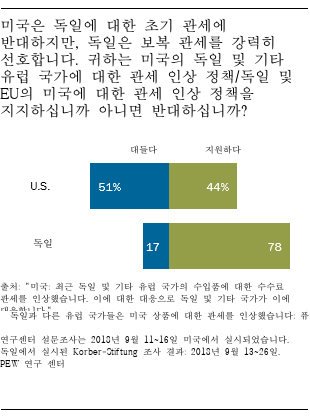 미국은 독일에 대한 초기 관세에
반대하지만, 독일은 보복 관세를 강력히
선호합니다. 귀하는 미국의 독일 및 기타
유럽 국가에 대한 관세 인상 정책/독일 및
EU의 미국에 대한 관세 인상 정책을
지지하십니까 아니면 반대하십니까?
대들다 지원하다
U.S. 51% 44%
독일 17 78
출처: "미국: 최근 독일 및 기타 유럽 국가의 수입품에 대한 수수료
관세를 인상했습니다. 이에 대한 대응으로 독일 및 기타 국가가 이에
독일과 다른 유럽 국가들은 미국 상품에 대한 관세를 인상했습니다: 퓨
연구센터 설문조사는 2018년 9월 11~16일 미국에서 실시되었습니다.
독일에서 실시된 Korber-Stiftung 조사 결과: 2018년 9월 13~26일.
PEW 연구 센터